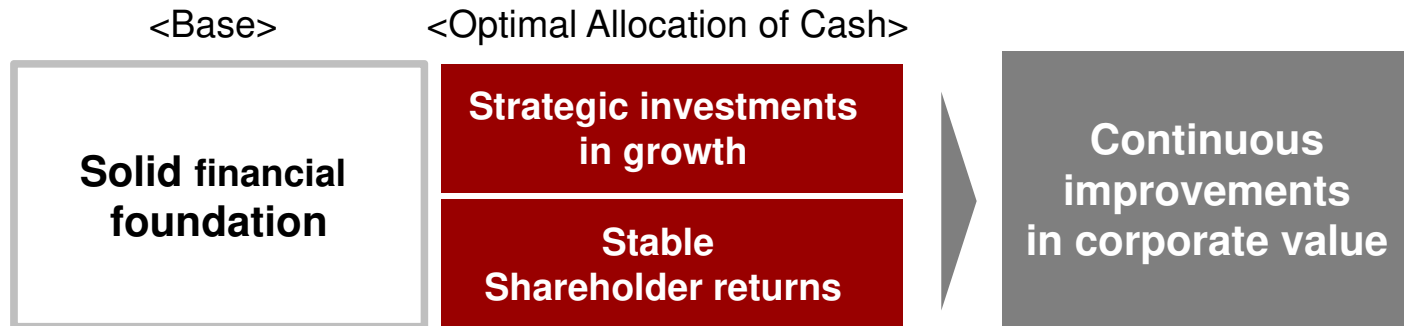 <Base>
<Optimal Allocation of Cash>
Solid financial
foundation
Strategic investments
in growth
Stable
Shareholder returns
Continuous
improvements
in corporate value